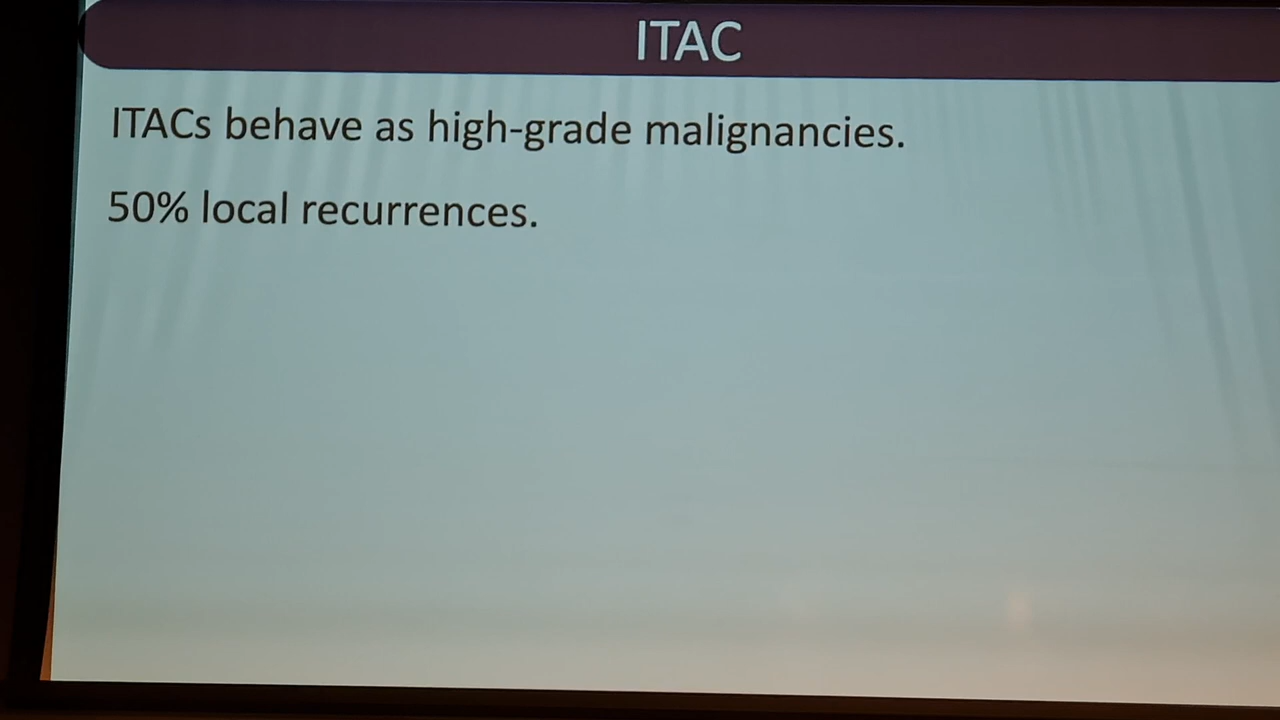 ITAC
ITACs behave as high-grade malignancies.
50% local recurrences.